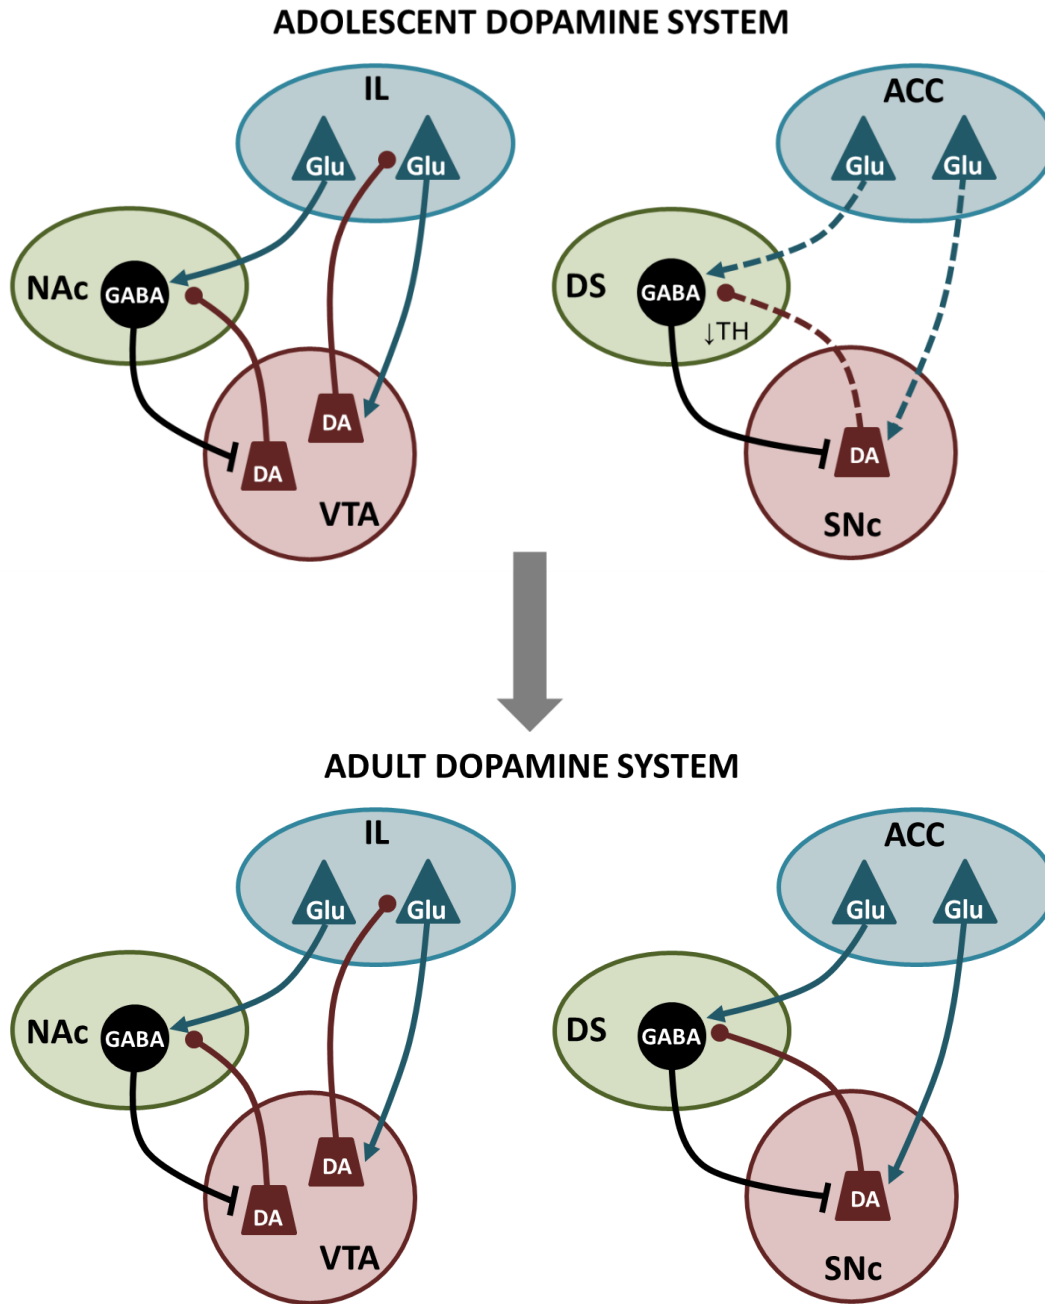 ADOLESCENT DOPAMINE SYSTEM
IL
ACC
Glu
Glu
Glu
Glu
NAc
GABA
DS
GABA
↓TH
DA
DA
DA
VTA
SNc
ADULT DOPAMINE SYSTEM
IL
ACC
Glu
Glu
Glu
Glu
NAc
GABA
DS
GABA
DA
DA
DA
VTA
SNc